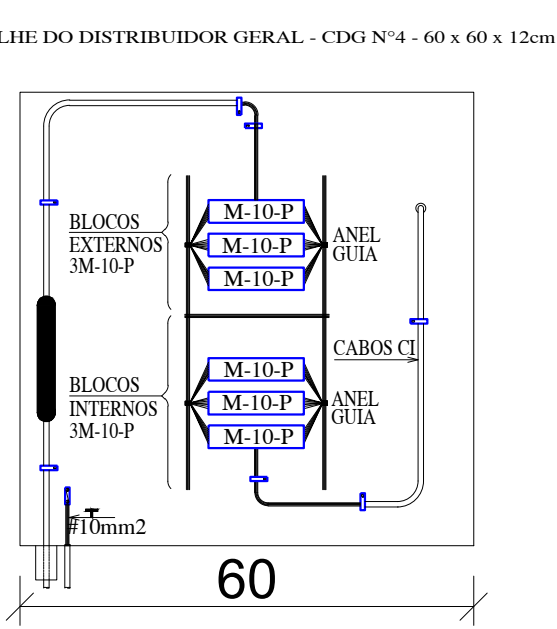 LHE DO DISTRIBUIDOR GERAL - CDG N°4 - 60 x 60 x 12cm
BLOCOS
EXTERNOS
3M-10-P
M-10-P
M-10-P
M-10-P
ANEL
GUIA
CABOS CI
BLOCOS
INTERNOS
3M-10-P
M-10-P
M-10-P
M-10-P
ANEL
GUIA
#10mm2
60